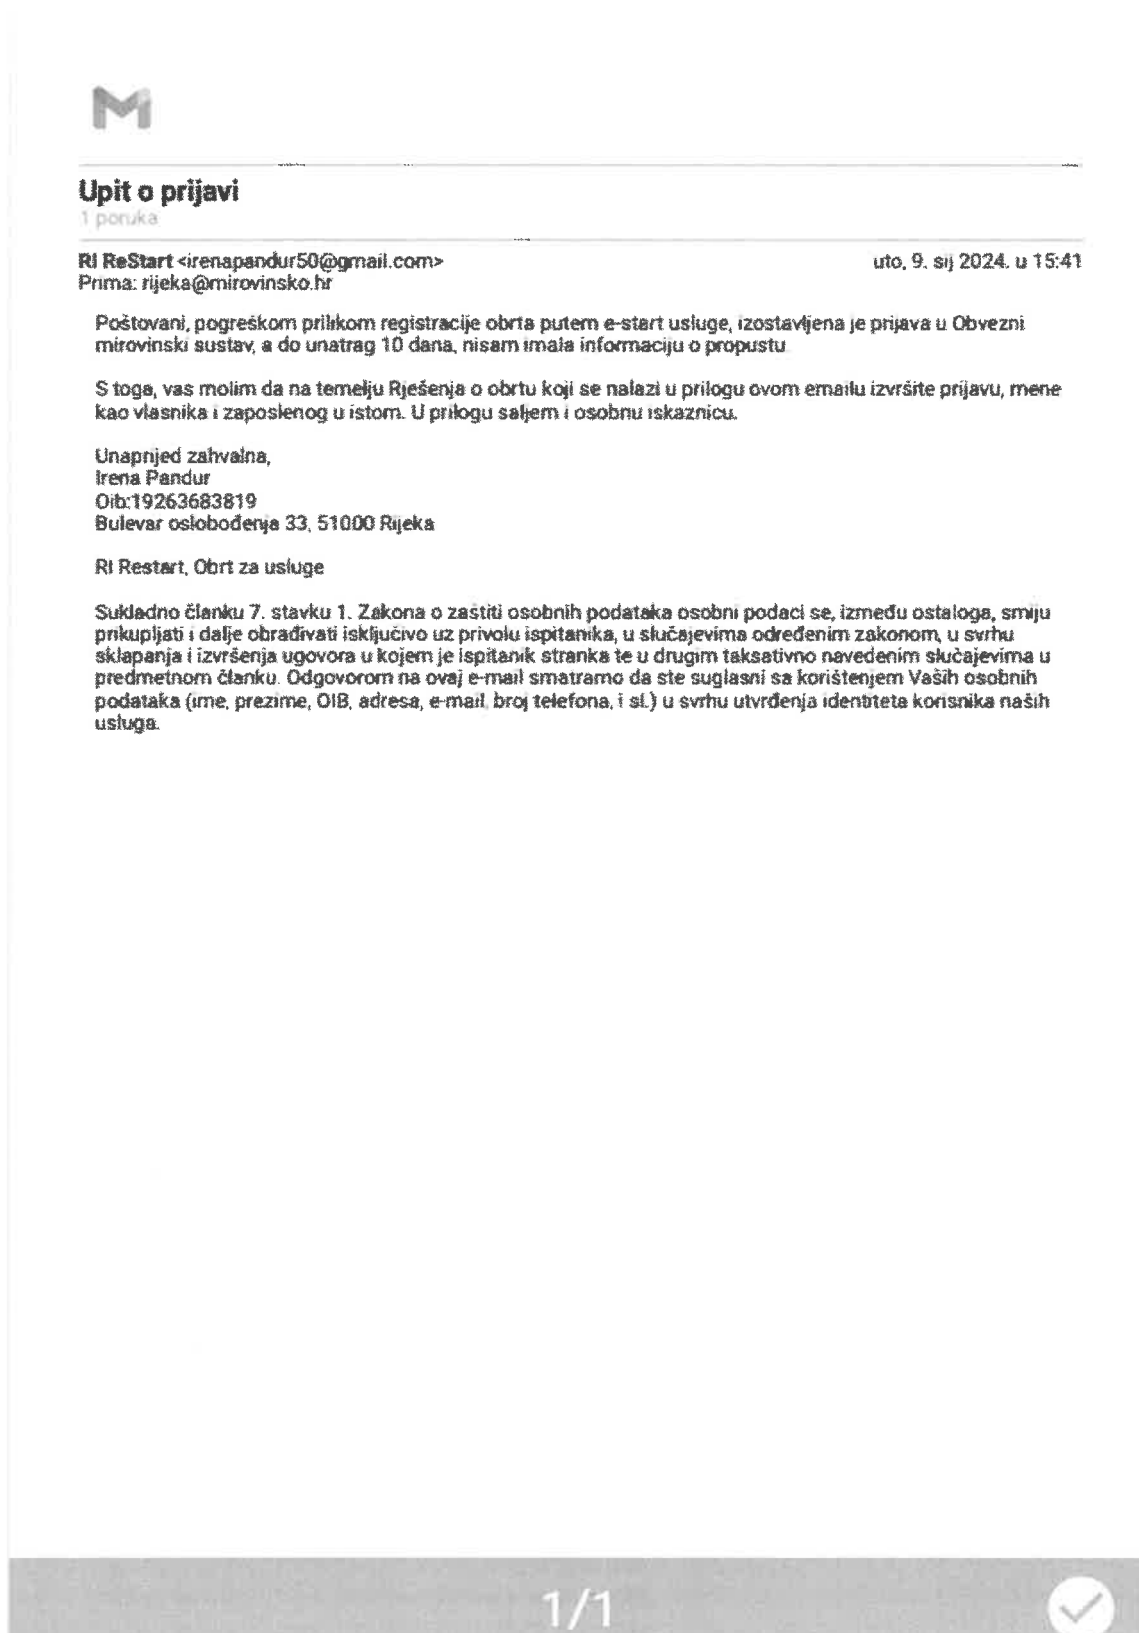 M
Upit o prijavi
1 poruka
RI ReStart <irenapandur50@gmail.com>
uto, 9. sij 2024. u 15:41
Prima: rijeka@mirovinsko.hr
Poštovani, pogreškom prilikom registracije obrta putem e-start usluge, izostavljena je prijava u Obvezni
mirovinski sustav, a do unatrag 10 dana, nisam imala informaciju o propustu
S toga, vas molim da na temelju Rješenja o obrtu koji se nalazi u prilogu ovom emailu izvršite prijavu, mene
kao vlasnika i zaposlenog u istom. U prilogu saljem i osobnu iskaznicu.
Unaprijed zahvalna,
Irena Pandur
Oib:19263683819
Bulevar oslobođenja 33, 51000 Rijeka
RI Restart, Obrt za usluge
Sukladno članku 7. stavku 1. Zakona o zaštiti osobnih podataka osobni podaci se, između ostaloga, smiju
prikupljati i dalje obrađivati isključivo uz privolu ispitanika, u slučajevima određenim zakonom, u svrhu
sklapanja i izvršenja ugovora u kojem je ispitanik stranka te u drugim taksativno navedenim slučajevima u
predmetnom članku. Odgovorom na ovaj e-mail smatramo da ste suglasni sa korištenjem Vaših osobnih
podataka (ime, prezime, OIB, adresa, e-mail, broj telefona, i sl.) u svrhu utvrđenja identiteta korisnika naših
usluga.
1/1